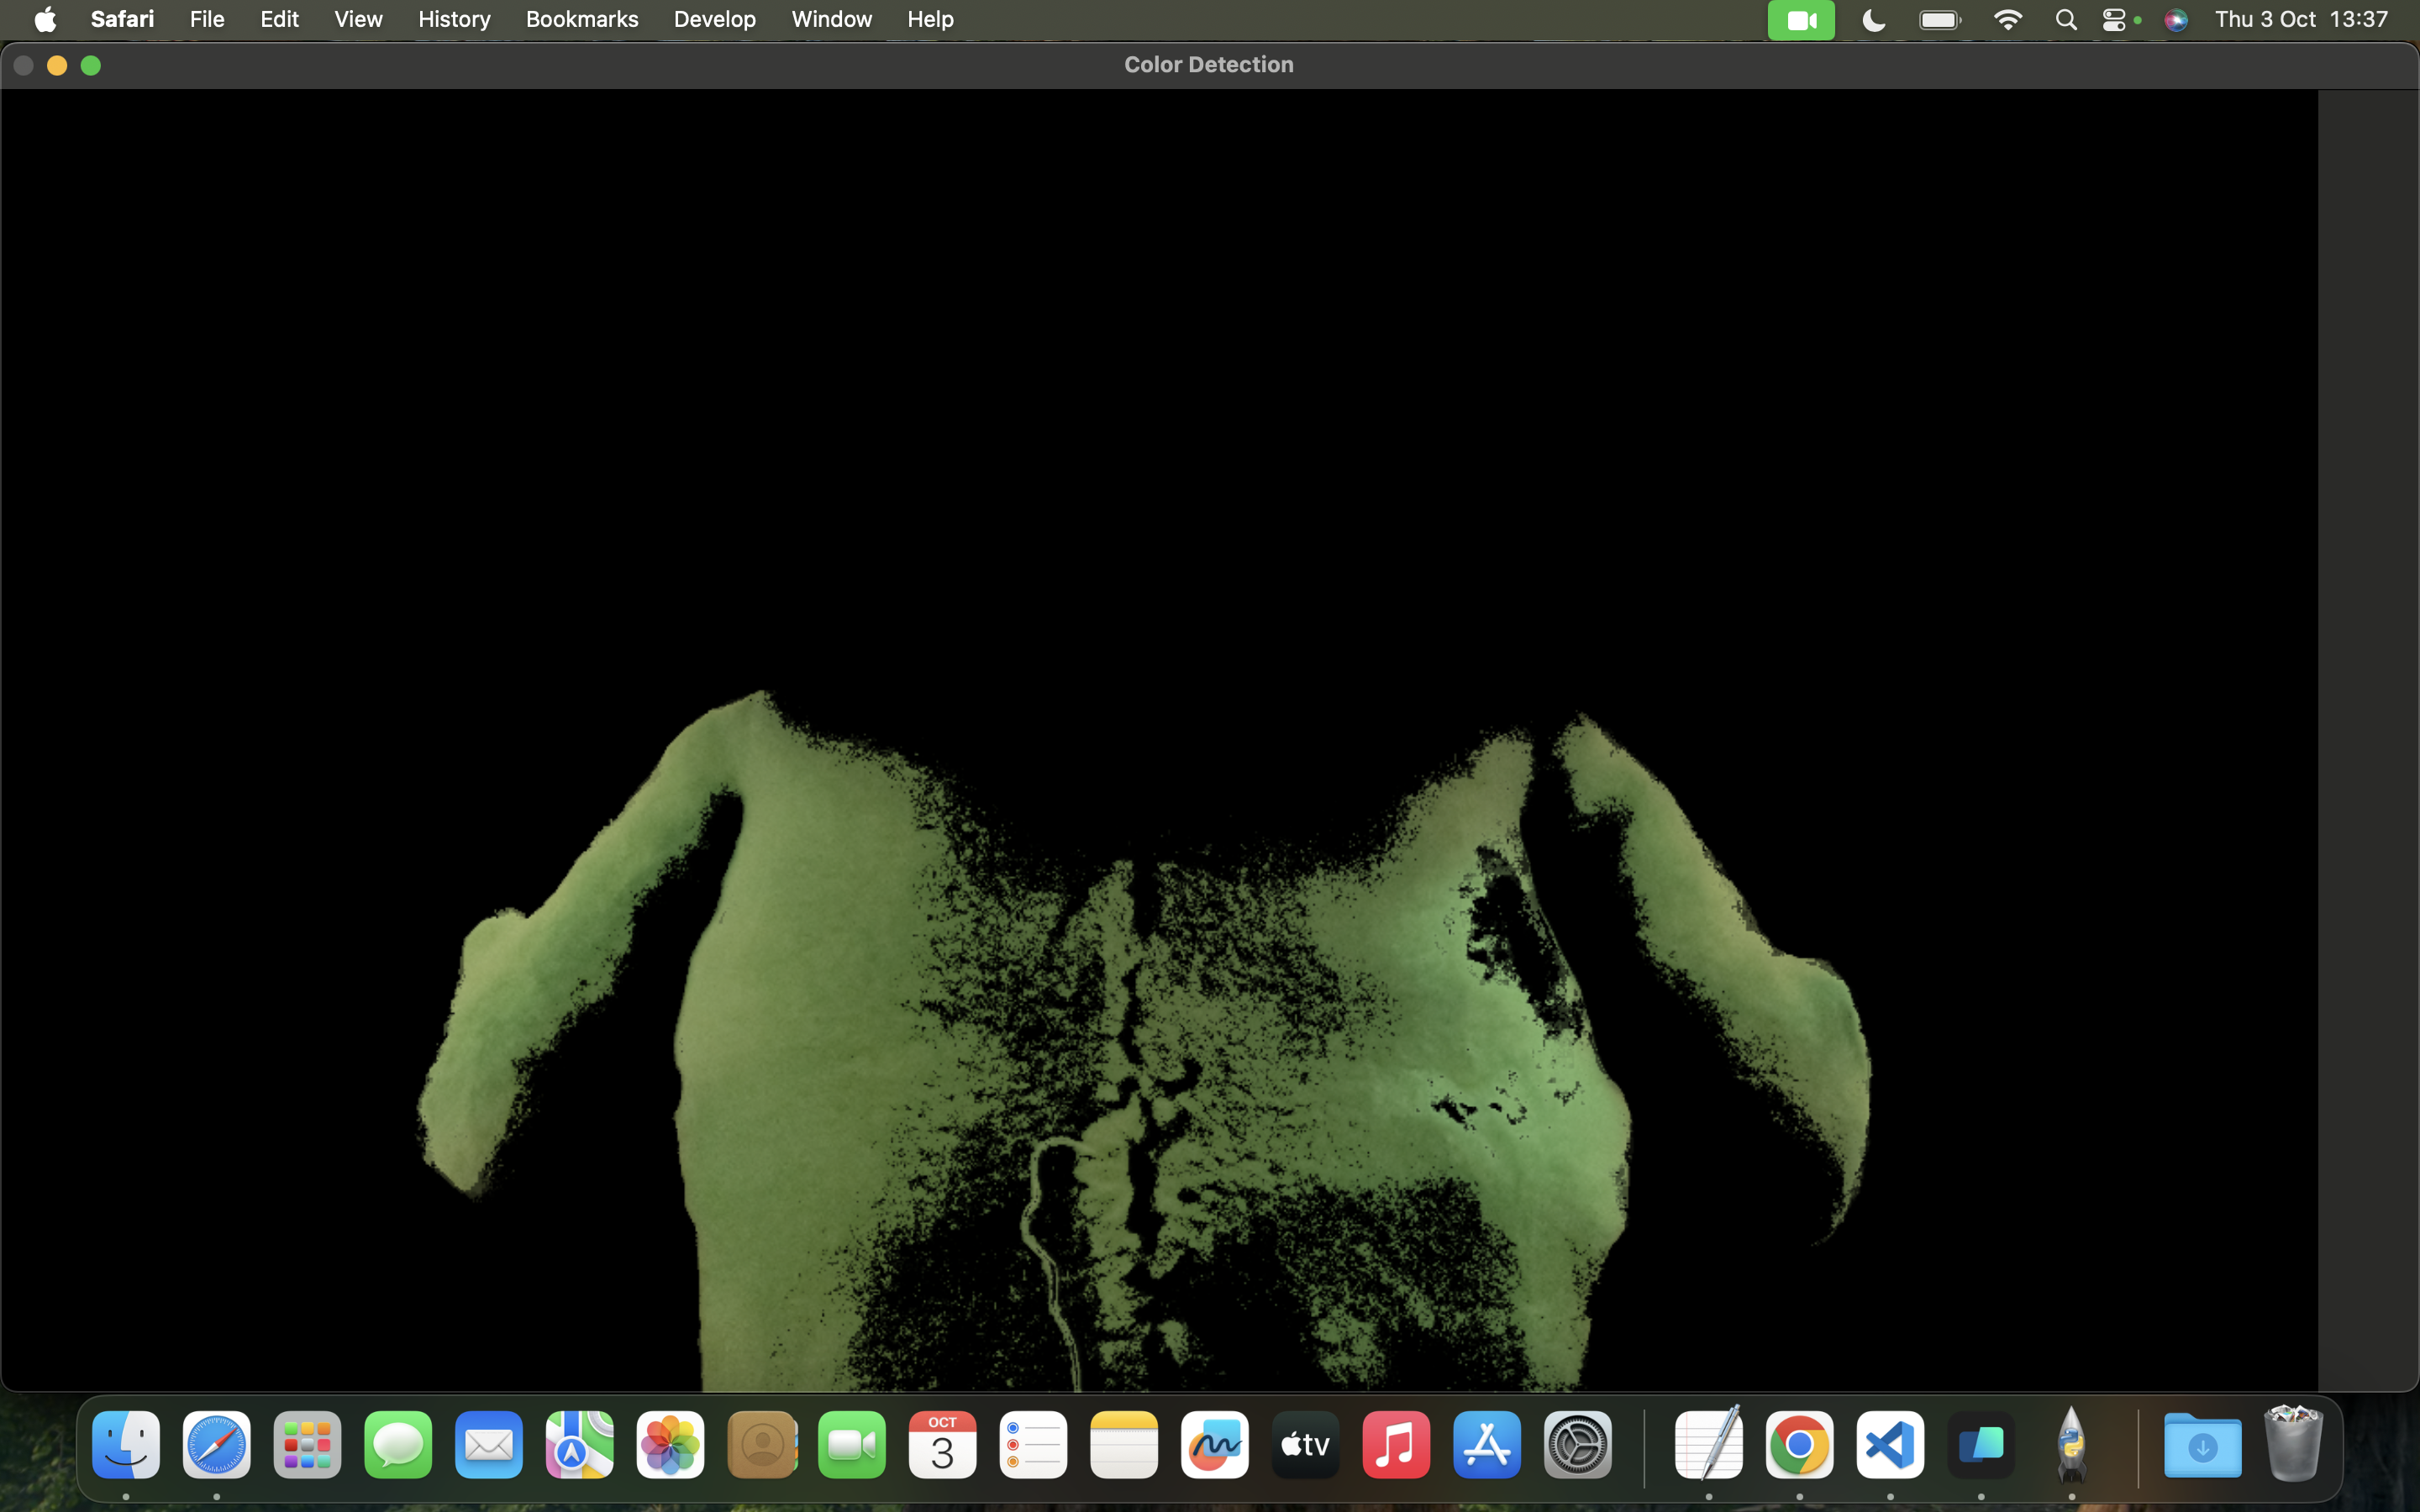 Safari File Edit View History Bookmarks Develop Window Help Thu 3 Oct 13:37
Color Detection
OCT
3
tv